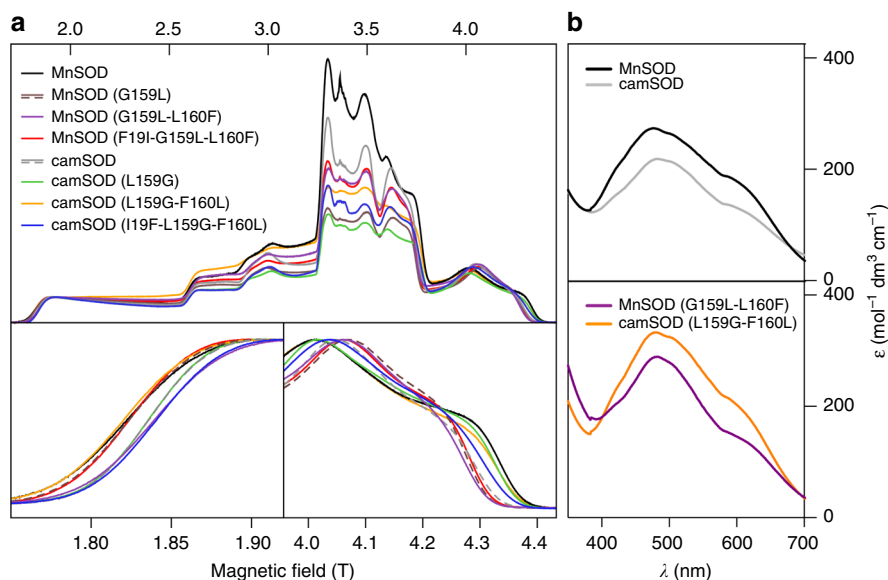 a
2.0 2.5 3.0 3.5 4.0
MnSOD
MnSOD (G159L)
MnSOD (G159L-L160F)
MnSOD (F19I-G159L-L160F)
camSOD
camSOD (L159G)
camSOD (L159G-F160L)
camSOD (I19F-L159G-F160L)
1.80 1.85 1.90 4.0 4.1 4.2 4.3 4.4
Magnetic field (T)
b
MnSOD
camSOD
400
200
0
MnSOD (G159L-L160F)
camSOD (L159G-F160L)
400
200
0
ε (mol⁻¹ dm³ cm⁻¹)
400 500 600 700
λ (nm)